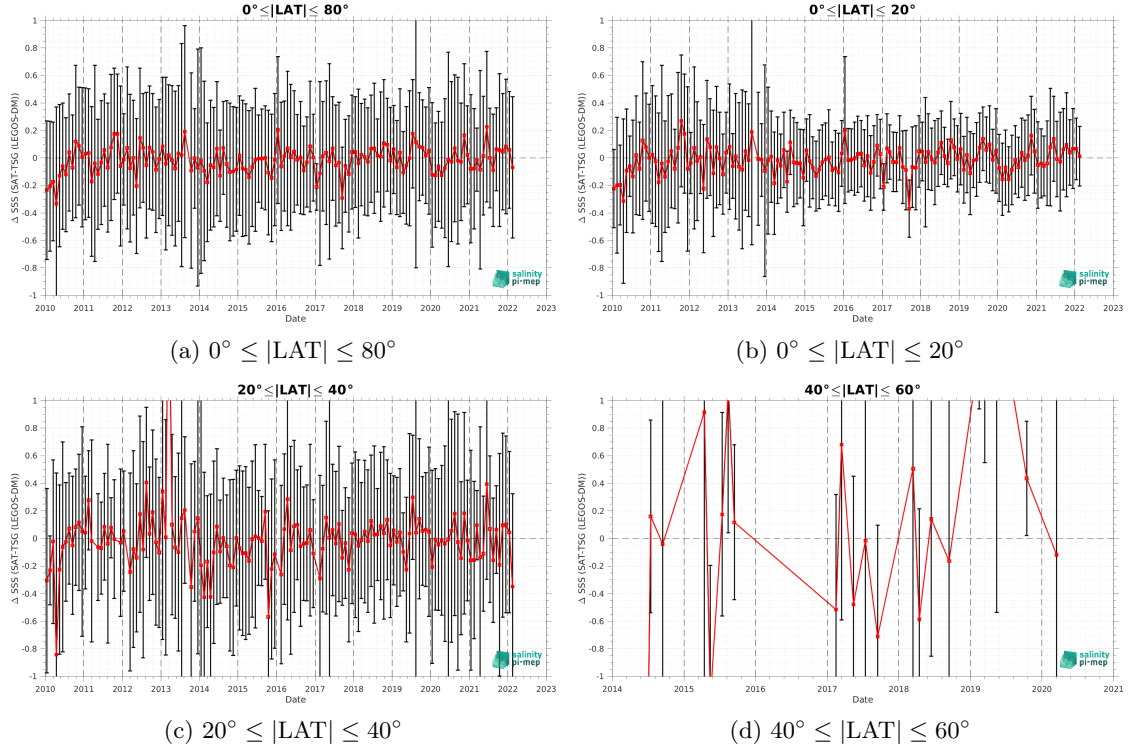 0°≤|LAT|≤ 80°
Δ SSS (SAT-TSG (LEGOS-DM))
1
0.8
0.6
0.4
0.2
0
-0.2
-0.4
-0.6
-0.8
-1
2010 2011 2012 2013 2014 2015 2016 2017 2018 2019 2020 2021 2022 2023
Date
salinity
pi-mep
(a) 0° ≤ |LAT| ≤ 80°
0°≤|LAT|≤ 20°
Δ SSS (SAT-TSG (LEGOS-DM))
1
0.8
0.6
0.4
0.2
0
-0.2
-0.4
-0.6
-0.8
-1
2010 2011 2012 2013 2014 2015 2016 2017 2018 2019 2020 2021 2022 2023
Date
salinity
pi-mep
(b) 0° ≤ |LAT| ≤ 20°
20°≤|LAT|≤ 40°
Δ SSS (SAT-TSG (LEGOS-DM))
1
0.8
0.6
0.4
0.2
0
-0.2
-0.4
-0.6
-0.8
-1
2010 2011 2012 2013 2014 2015 2016 2017 2018 2019 2020 2021 2022 2023
Date
salinity
pi-mep
(c) 20° ≤ |LAT| ≤ 40°
40°≤|LAT|≤ 60°
Δ SSS (SAT-TSG (LEGOS-DM))
1
0.8
0.6
0.4
0.2
0
-0.2
-0.4
-0.6
-0.8
-1
2014 2015 2016 2017 2018 2019 2020 2021
Date
salinity
pi-mep
(d) 40° ≤ |LAT| ≤ 60°